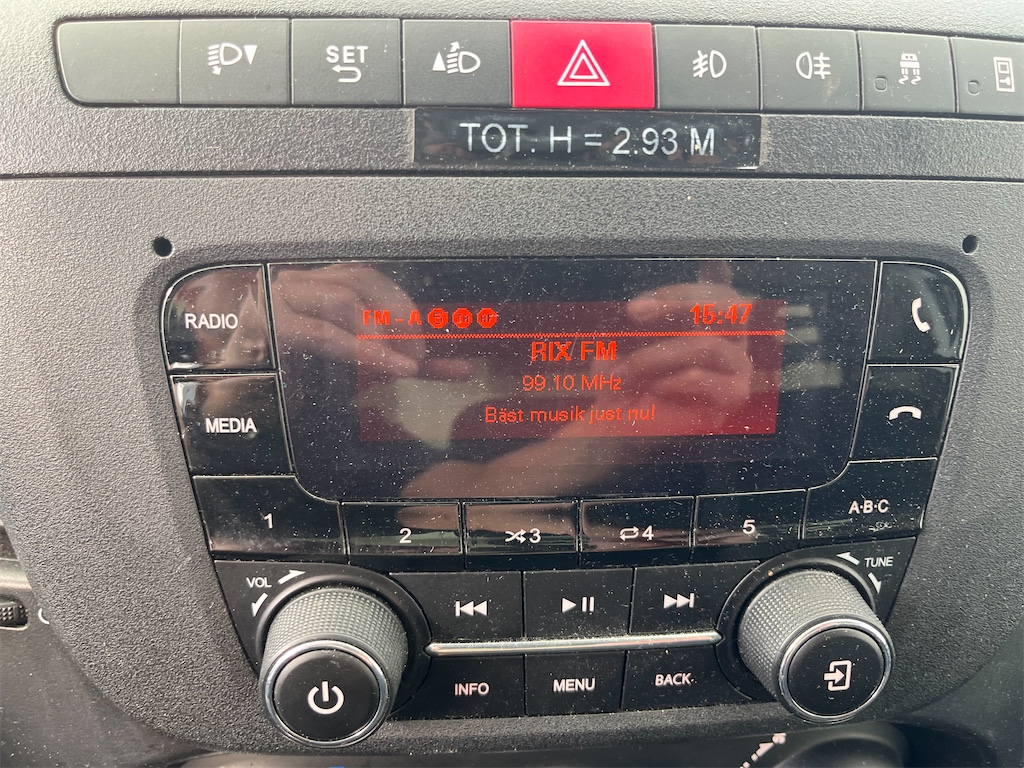 SET
TOT. H = 2.93 M
RADIO
FM-A
15:47
RIX FM
99.10 MHz
Bäst musik just nu!
MEDIA
1
2
3
4
5
A·B·C
VOL
TUNE
INFO
MENU
BACK